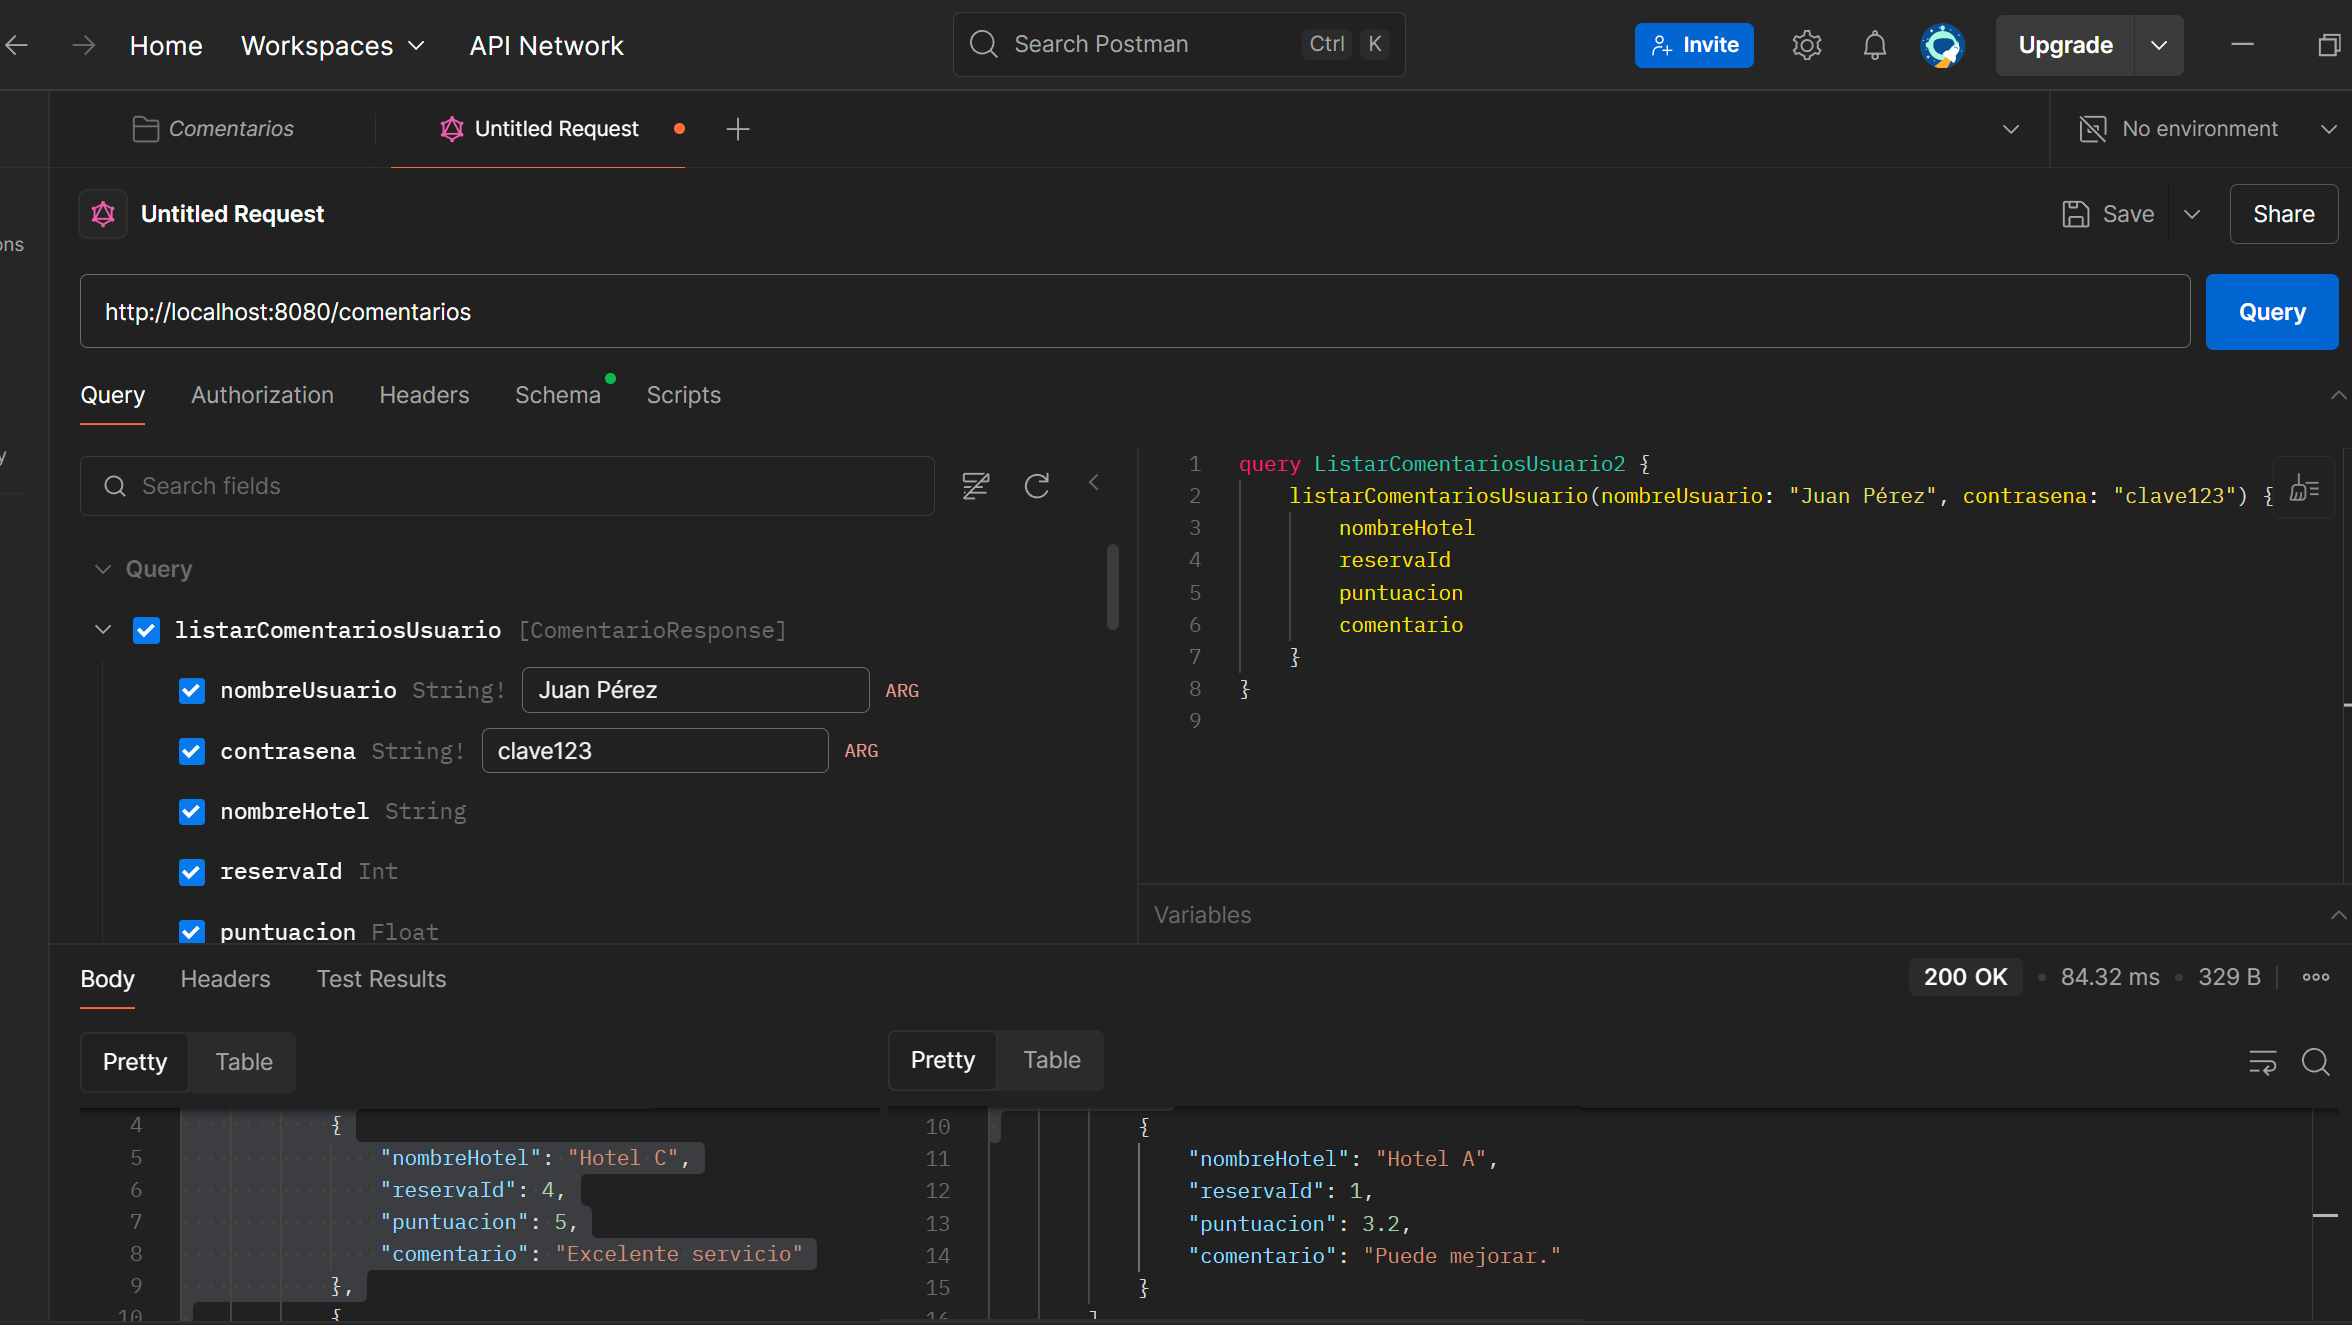 Home Workspaces API Network Search Postman Ctrl K Invite Upgrade
Comentarios Untitled Request No environment
Untitled Request Save Share
ons
http://localhost:8080/comentarios Query
Query Authorization Headers Schema Scripts
y
Search fields
Query
listarComentariosUsuario [ComentarioResponse]
nombreUsuario String! Juan Pérez ARG
contrasena String! clave123 ARG
nombreHotel String
reservaId Int
puntuacion Float
1 query ListarComentariosUsuario2 {
2 listarComentariosUsuario(nombreUsuario: "Juan Pérez", contrasena: "clave123") {
3 nombreHotel
4 reservaId
5 puntuacion
6 comentario
7 }
8 }
9
Variables
Body Headers Test Results 200 OK 84.32 ms 329 B
Pretty Table
4 {
5 "nombreHotel": "Hotel C",
6 "reservaId": 4,
7 "puntuacion": 5,
8 "comentario": "Excelente servicio"
9 },
10 {
Pretty Table
10 {
11 "nombreHotel": "Hotel A",
12 "reservaId": 1,
13 "puntuacion": 3.2,
14 "comentario": "Puede mejorar."
15 }
16 ]